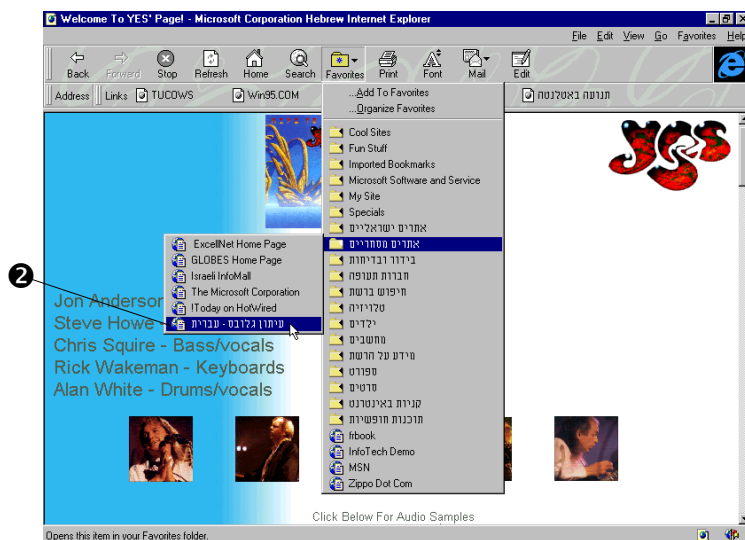 Welcome To YES' Page! - Microsoft Corporation Hebrew Internet Explorer
File Edit View Go Favorites Help
Back Forward Stop Refresh Home Search Favorites Print Font Mail Edit
Address Links TUCOWS Win95.COM תנועה באטלנטה
...Add To Favorites
...Organize Favorites
Cool Sites
Fun Stuff
Imported Bookmarks
Microsoft Software and Service
My Site
Specials
אתרים ישראליים
אתרים מסחריים
בידור ובדיחות
חברות תעופה
חיפוש ברשת
טלויזיה
ילדים
מחשבים
מידע על הרשת
ספורט
סרטים
קניות באינטרנט
תוכנות חופשיות
frbook
InfoTech Demo
MSN
Zippo Dot Com
ExcellNet Home Page
GLOBES Home Page
Israeli InfoMall
The Microsoft Corporation
!Today on HotWired
עיתון גלובס - עברית
2
Yes
Jon Anderson
Steve Howe -
Chris Squire - Bass/vocals
Rick Wakeman - Keyboards
Alan White - Drums/vocals
Click Below For Audio Samples
Opens this item in your Favorites folder.